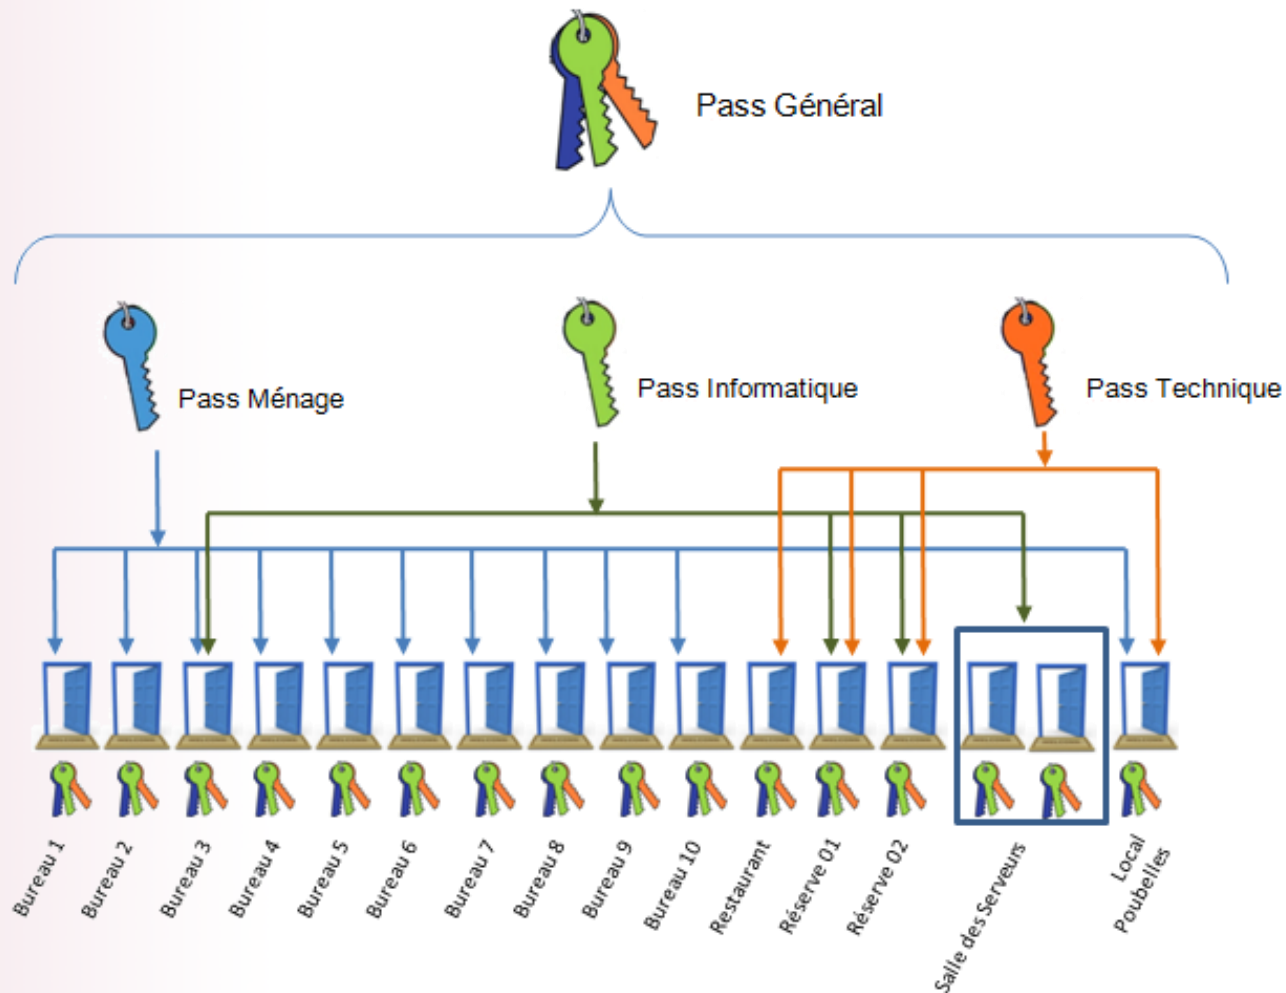 Pass Général
Pass Ménage
Pass Informatique
Pass Technique
Bureau 1
Bureau 2
Bureau 3
Bureau 4
Bureau 5
Bureau 6
Bureau 7
Bureau 8
Bureau 9
Bureau 10
Restaurant
Réserve 01
Réserve 02
Salle des Serveurs
Local
Poubelles